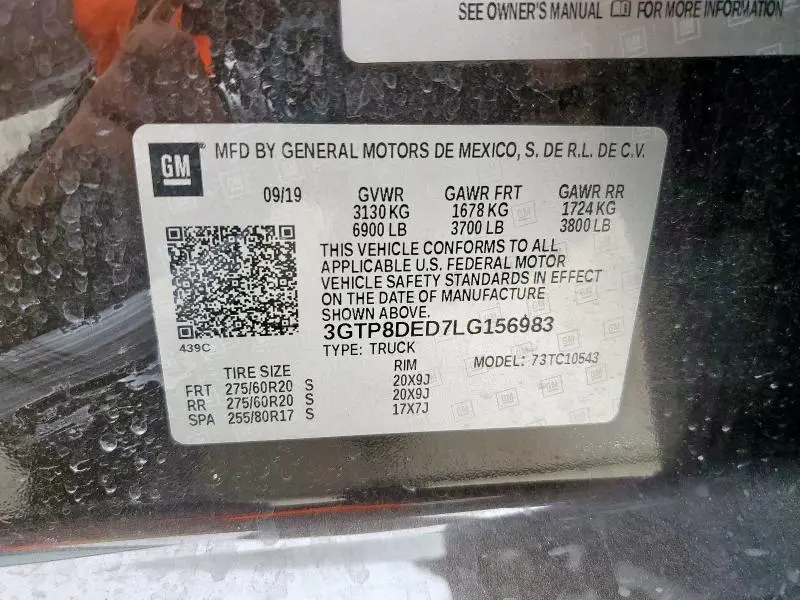 SEE OWNER'S MANUAL FOR MORE INFORMATION
GM
MFD BY GENERAL MOTORS DE MEXICO, S. DE R.L. DE C.V.
09/19 GVWR GAWR FRT GAWR RR
3130 KG 1678 KG 1724 KG
6900 LB 3700 LB 3800 LB
THIS VEHICLE CONFORMS TO ALL
APPLICABLE U.S. FEDERAL MOTOR
VEHICLE SAFETY STANDARDS IN EFFECT
ON THE DATE OF MANUFACTURE
SHOWN ABOVE.
3GTP8DED7LG156983
439C
TYPE: TRUCK
MODEL: 73TC10543
TIRE SIZE RIM
FRT 275/60R20 S 20X9J
RR 275/60R20 S 20X9J
SPA 255/80R17 S 17X7J